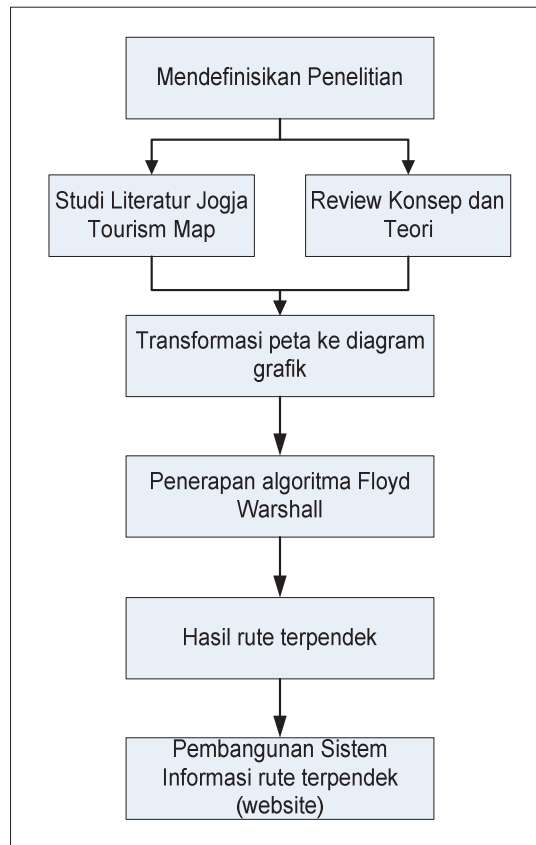 Mendefinisikan Penelitian
Studi Literatur Jogja
Tourism Map
Review Konsep dan
Teori
Transformasi peta ke diagram
grafik
Penerapan algoritma Floyd
Warshall
Hasil rute terpendek
Pembangunan Sistem
Informasi rute terpendek
(website)